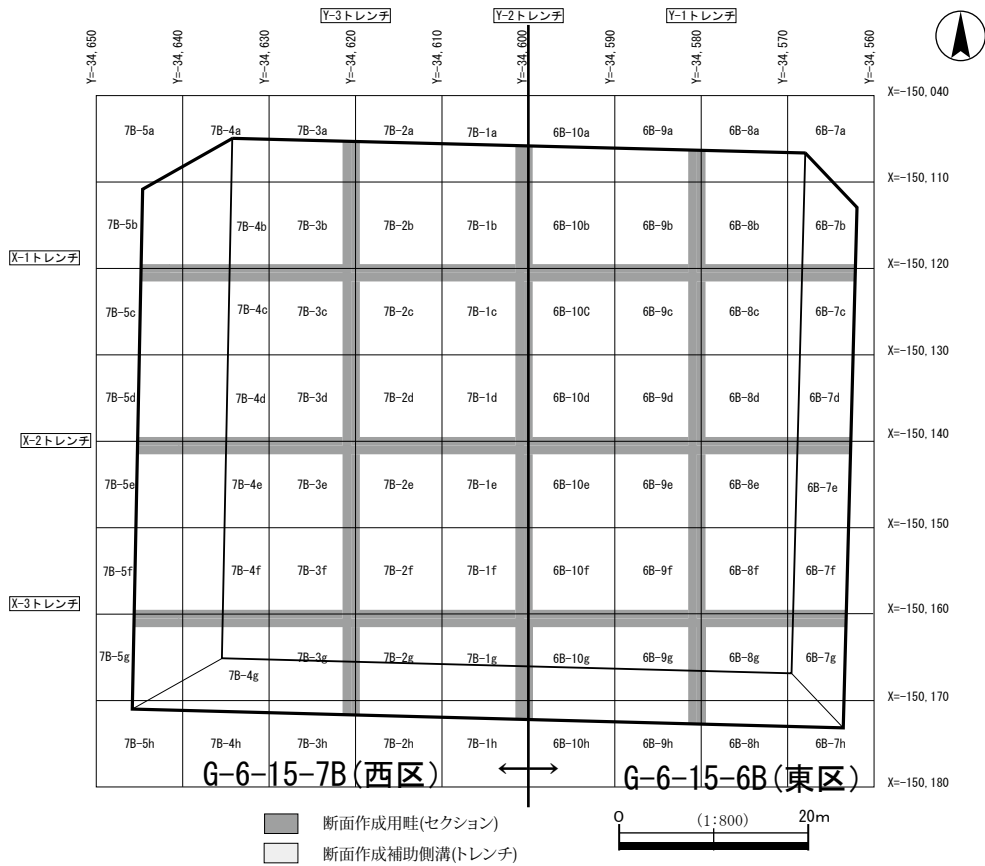 Y-3トレンチ Y-2トレンチ Y-1トレンチ
Y=-34,650 Y=-34,640 Y=-34,630 Y=-34,620 Y=-34,610 Y=-34,600 Y=-34,590 Y=-34,580 Y=-34,570 Y=-34,560
X=-150,040
7B-5a 7B-4a 7B-3a 7B-2a 7B-1a 6B-10a 6B-9a 6B-8a 6B-7a
X=-150,110
7B-5b 7B-4b 7B-3b 7B-2b 7B-1b 6B-10b 6B-9b 6B-8b 6B-7b
X-1トレンチ
X=-150,120
7B-5c 7B-4c 7B-3c 7B-2c 7B-1c 6B-10C 6B-9c 6B-8c 6B-7c
X=-150,130
7B-5d 7B-4d 7B-3d 7B-2d 7B-1d 6B-10d 6B-9d 6B-8d 6B-7d
X-2トレンチ
X=-150,140
7B-5e 7B-4e 7B-3e 7B-2e 7B-1e 6B-10e 6B-9e 6B-8e 6B-7e
X=-150,150
7B-5f 7B-4f 7B-3f 7B-2f 7B-1f 6B-10f 6B-9f 6B-8f 6B-7f
X-3トレンチ
X=-150,160
7B-5g 7B-4g 7B-3g 7B-2g 7B-1g 6B-10g 6B-9g 6B-8g 6B-7g
X=-150,170
7B-5h 7B-4h 7B-3h 7B-2h 7B-1h 6B-10h 6B-9h 6B-8h 6B-7h
G-6-15-7B(西区) G-6-15-6B(東区)
X=-150,180
断面作成用畦(セクション)
断面作成補助側溝(トレンチ)
0 (1:800) 20m